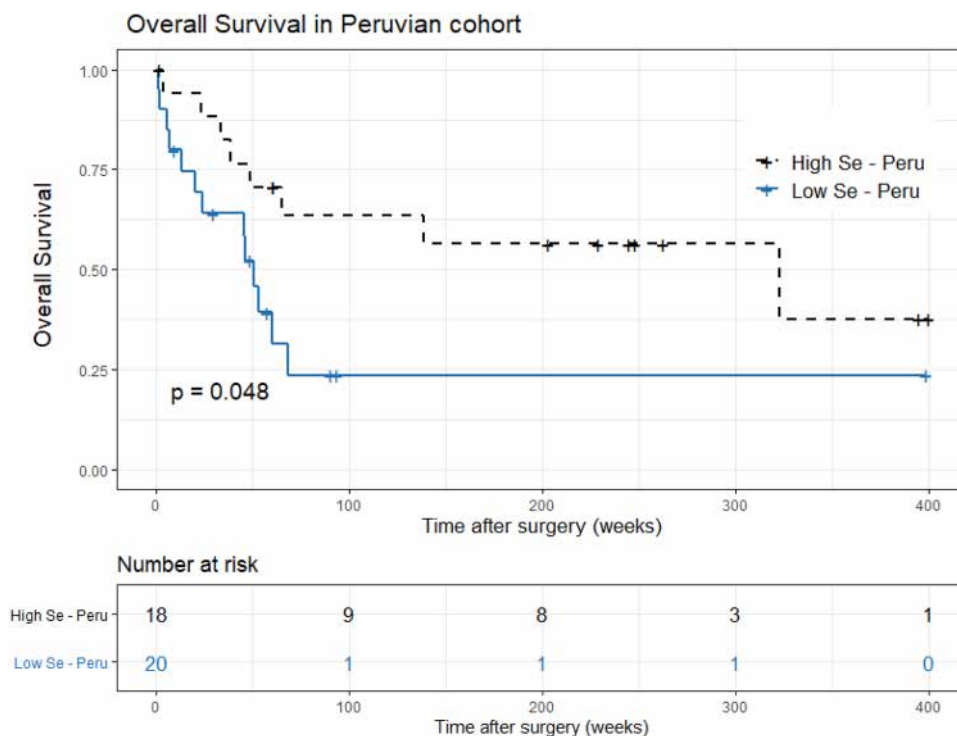 Overall Survival in Peruvian cohort
1.00
0.75
0.50
0.25
0.00
Overall Survival
High Se - Peru
Low Se - Peru
p = 0.048
0 100 200 300 400
Time after surgery (weeks)
Number at risk
High Se - Peru 18 9 8 3 1
Low Se - Peru 20 1 1 1 0
0 100 200 300 400
Time after surgery (weeks)